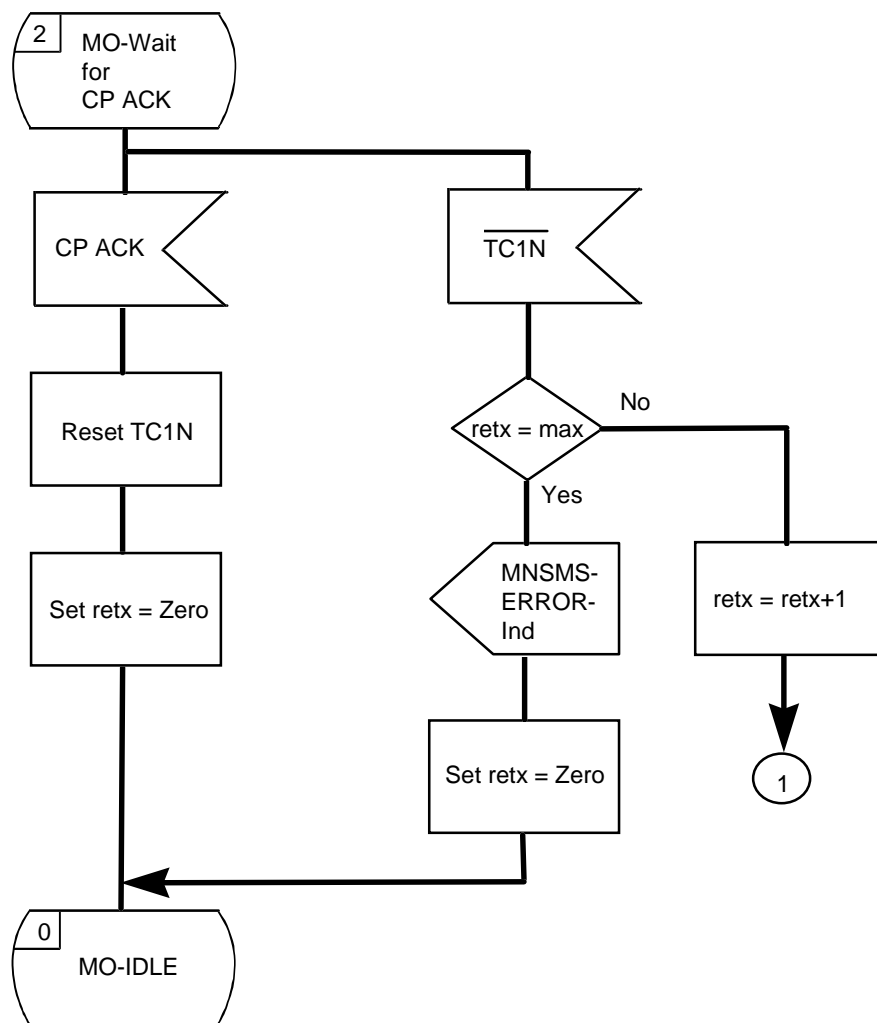 2
MO-Wait
for
CP ACK
CP ACK
TC1N
Reset TC1N
retx = max
No
Yes
Set retx = Zero
MNSMS-
ERROR-
Ind
retx = retx+1
Set retx = Zero
1
0
MO-IDLE